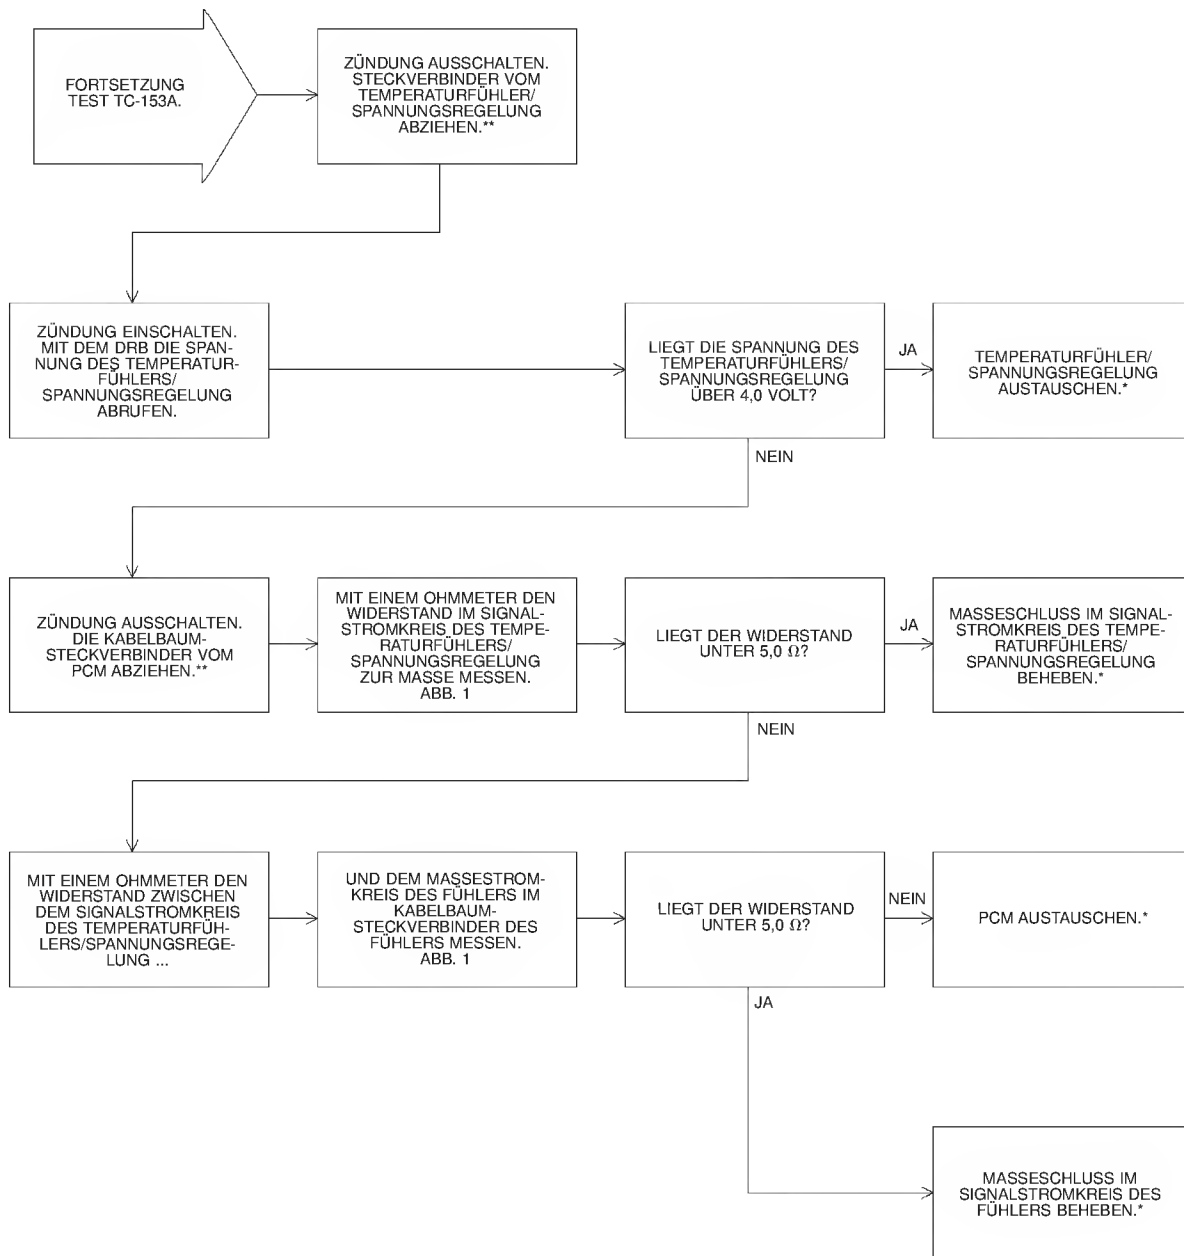 FORTSETZUNG
TEST TC-153A.
ZÜNDUNG AUSSCHALTEN.
STECKVERBINDER VOM
TEMPERATURFÜHLER/
SPANNUNGSREGELUNG
ABZIEHEN.**
ZÜNDUNG EINSCHALTEN.
MIT DEM DRB DIE SPAN-
NUNG DES TEMPERATUR-
FÜHLERS/
SPANNUNGSREGELUNG
ABRUFEN.
LIEGT DIE SPANNUNG DES
TEMPERATURFÜHLERS/
SPANNUNGSREGELUNG
ÜBER 4,0 VOLT?
JA
TEMPERATURFÜHLER/
SPANNUNGSREGELUNG
AUSTAUSCHEN.*
NEIN
ZÜNDUNG AUSSCHALTEN.
DIE KABELBAUM-
STECKVERBINDER VOM
PCM ABZIEHEN.**
MIT EINEM OHMMETER DEN
WIDERSTAND IM SIGNAL-
STROMKREIS DES TEMPE-
RATURFÜHLERS/
SPANNUNGSREGELUNG
ZUR MASSE MESSEN.
ABB. 1
LIEGT DER WIDERSTAND
UNTER 5,0 Ω?
JA
MASSESCHLUSS IM SIGNAL-
STROMKREIS DES TEMPE-
RATURFÜHLERS/
SPANNUNGSREGELUNG
BEHEBEN.*
NEIN
MIT EINEM OHMMETER DEN
WIDERSTAND ZWISCHEN
DEM SIGNALSTROMKREIS
DES TEMPERATURFÜH-
LERS/SPANNUNGSREGE-
LUNG ...
UND DEM MASSESTROM-
KREIS DES FÜHLERS IM
KABELBAUM-
STECKVERBINDER DES
FÜHLERS MESSEN.
ABB. 1
LIEGT DER WIDERSTAND
UNTER 5,0 Ω?
NEIN
PCM AUSTAUSCHEN.*
JA
MASSESCHLUSS IM
SIGNALSTROMKREIS DES
FÜHLERS BEHEBEN.*